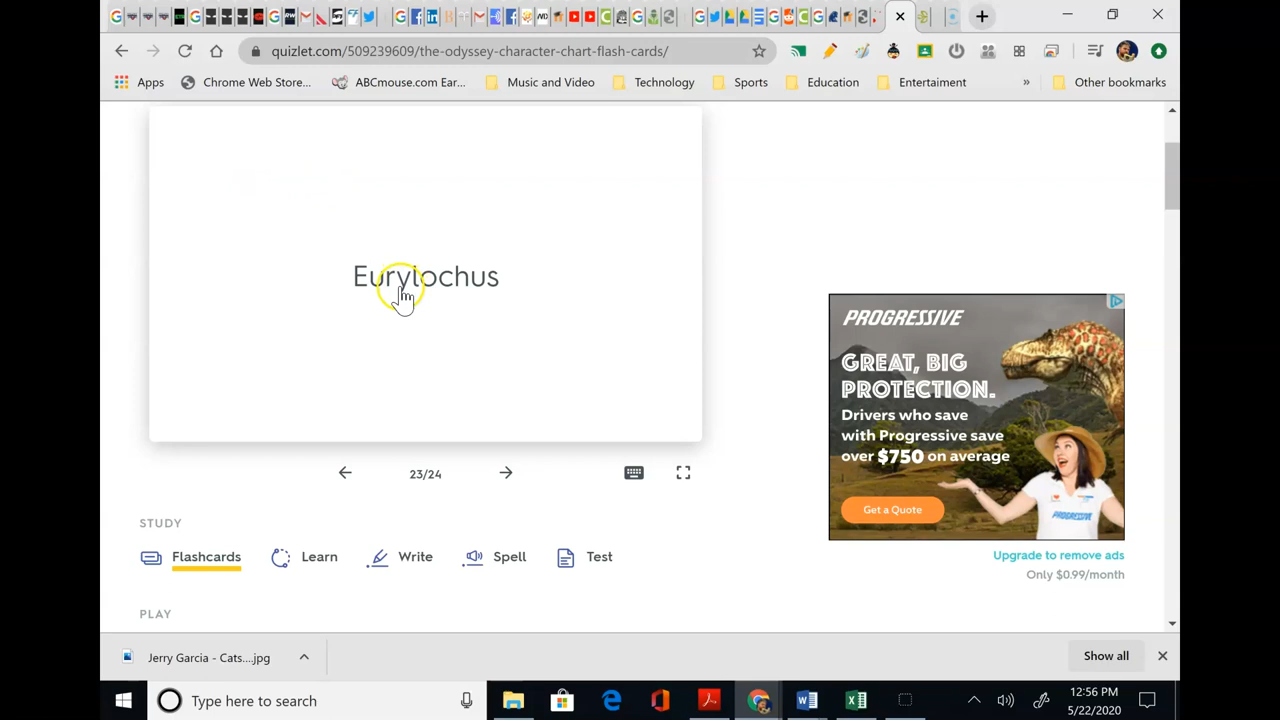 quizlet.com/509239609/the-odyssey-character-chart-flash-cards/
Apps
Chrome Web Store...
ABCmouse.com Ear...
Music and Video
Technology
Sports
Education
Entertaiment
»
Other bookmarks
Eurylochus
23/24
PROGRESSIVE
GREAT, BIG
PROTECTION.
Drivers who save
with Progressive save
over $750 on average
Get a Quote
PROGRESSIVE
Upgrade to remove ads
Only $0.99/month
STUDY
Flashcards
Learn
Write
Spell
Test
PLAY
Jerry Garcia - Cats....jpg
Show all
Type here to search
12:56 PM
5/22/2020